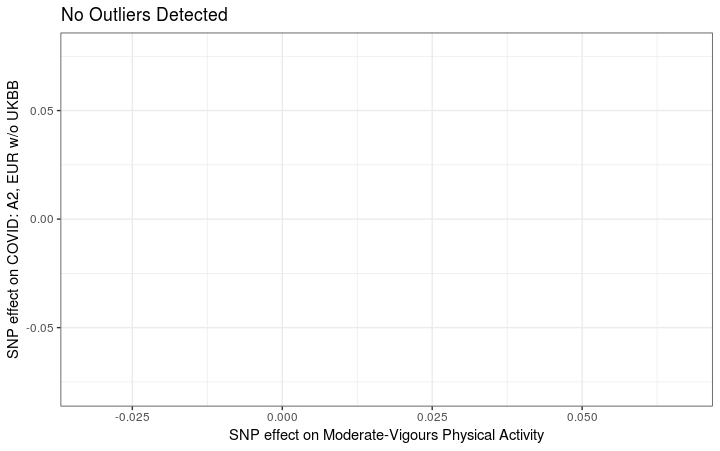 No Outliers Detected
SNP effect on COVID: A2, EUR w/o UKBB
0.05
0.00
-0.05
-0.025
0.000
0.025
0.050
SNP effect on Moderate-Vigours Physical Activity